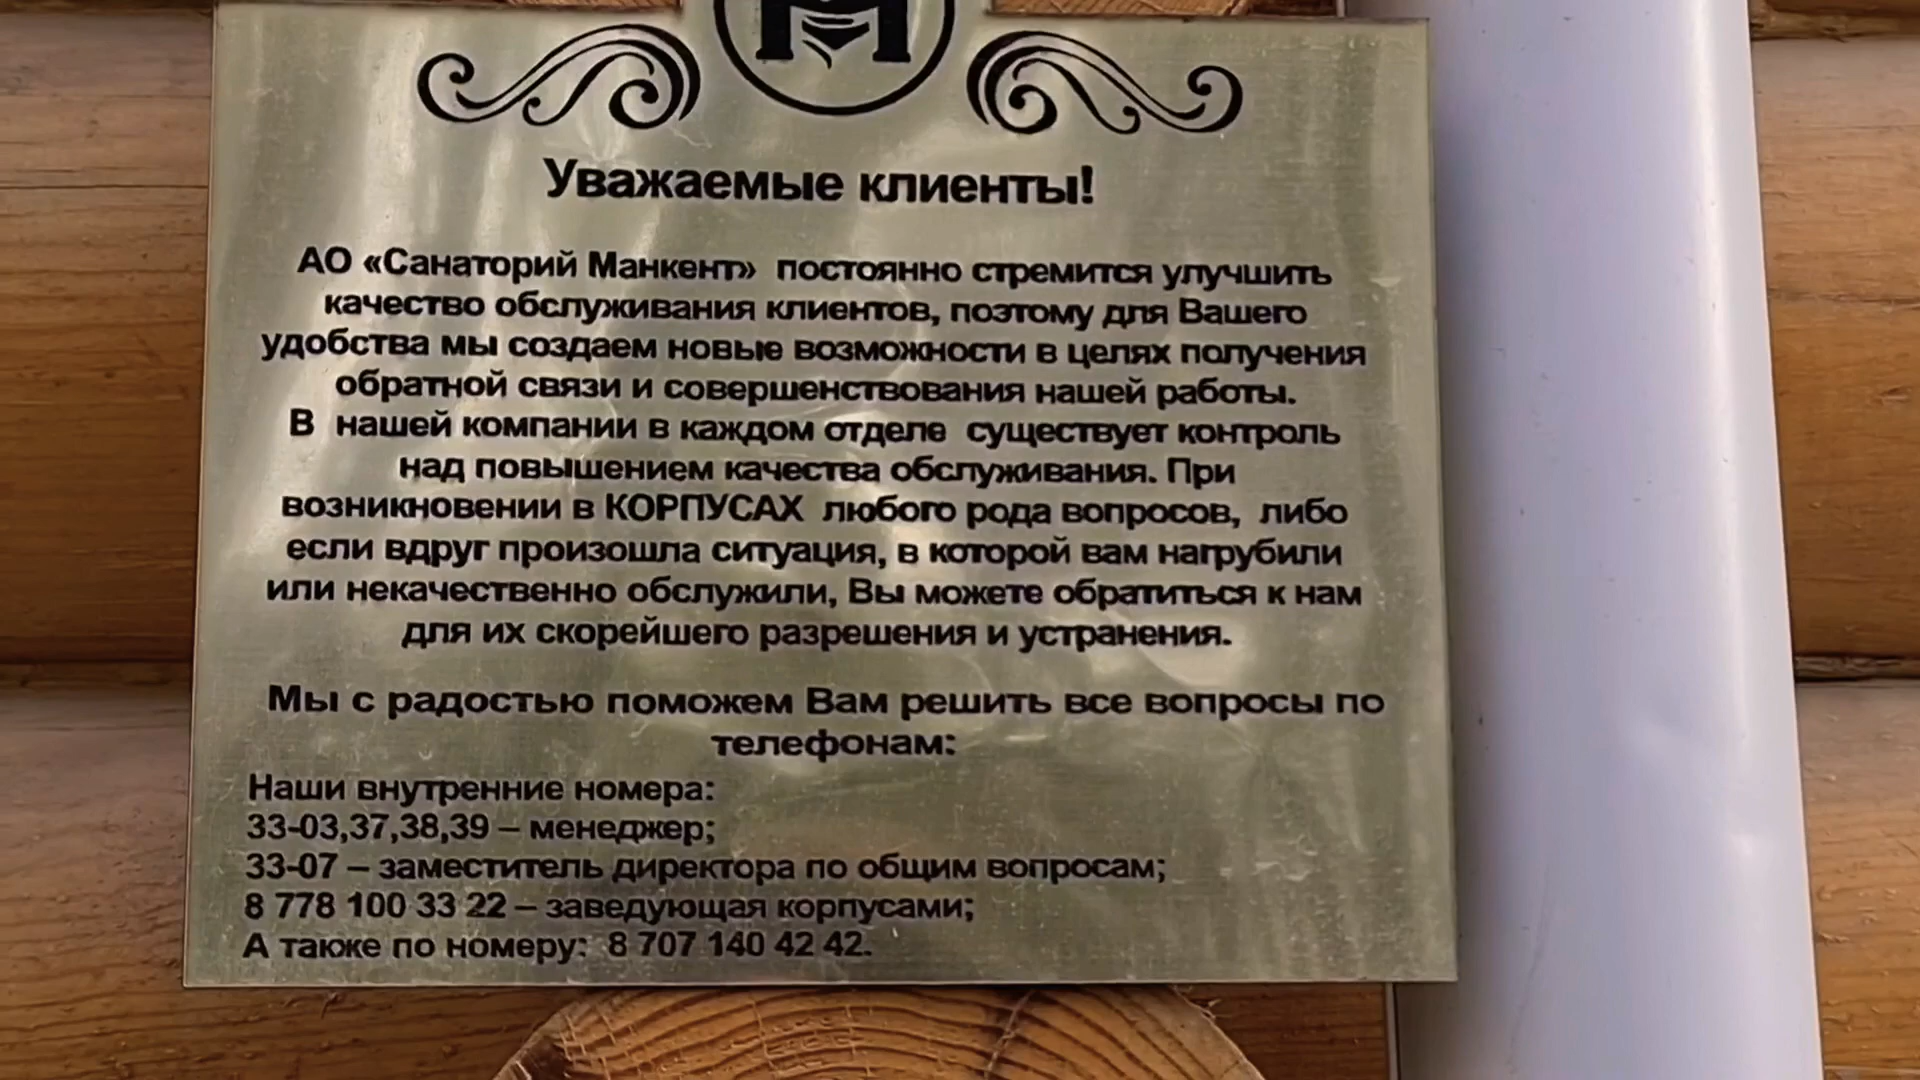 М
Уважаемые клиенты!
АО «Санаторий Манкент» постоянно стремится улучшить
качество обслуживания клиентов, поэтому для Вашего
удобства мы создаем новые возможности в целях получения
обратной связи и совершенствования нашей работы.
В нашей компании в каждом отделе существует контроль
над повышением качества обслуживания. При
возникновении в КОРПУСАХ любого рода вопросов, либо
если вдруг произошла ситуация, в которой вам нагрубили
или некачественно обслужили, Вы можете обратиться к нам
для их скорейшего разрешения и устранения.
Мы с радостью поможем Вам решить все вопросы по
телефонам:
Наши внутренние номера:
33-03,37,38,39 – менеджер;
33-07 – заместитель директора по общим вопросам;
8 778 100 33 22 – заведующая корпусами;
А также по номеру: 8 707 140 42 42.